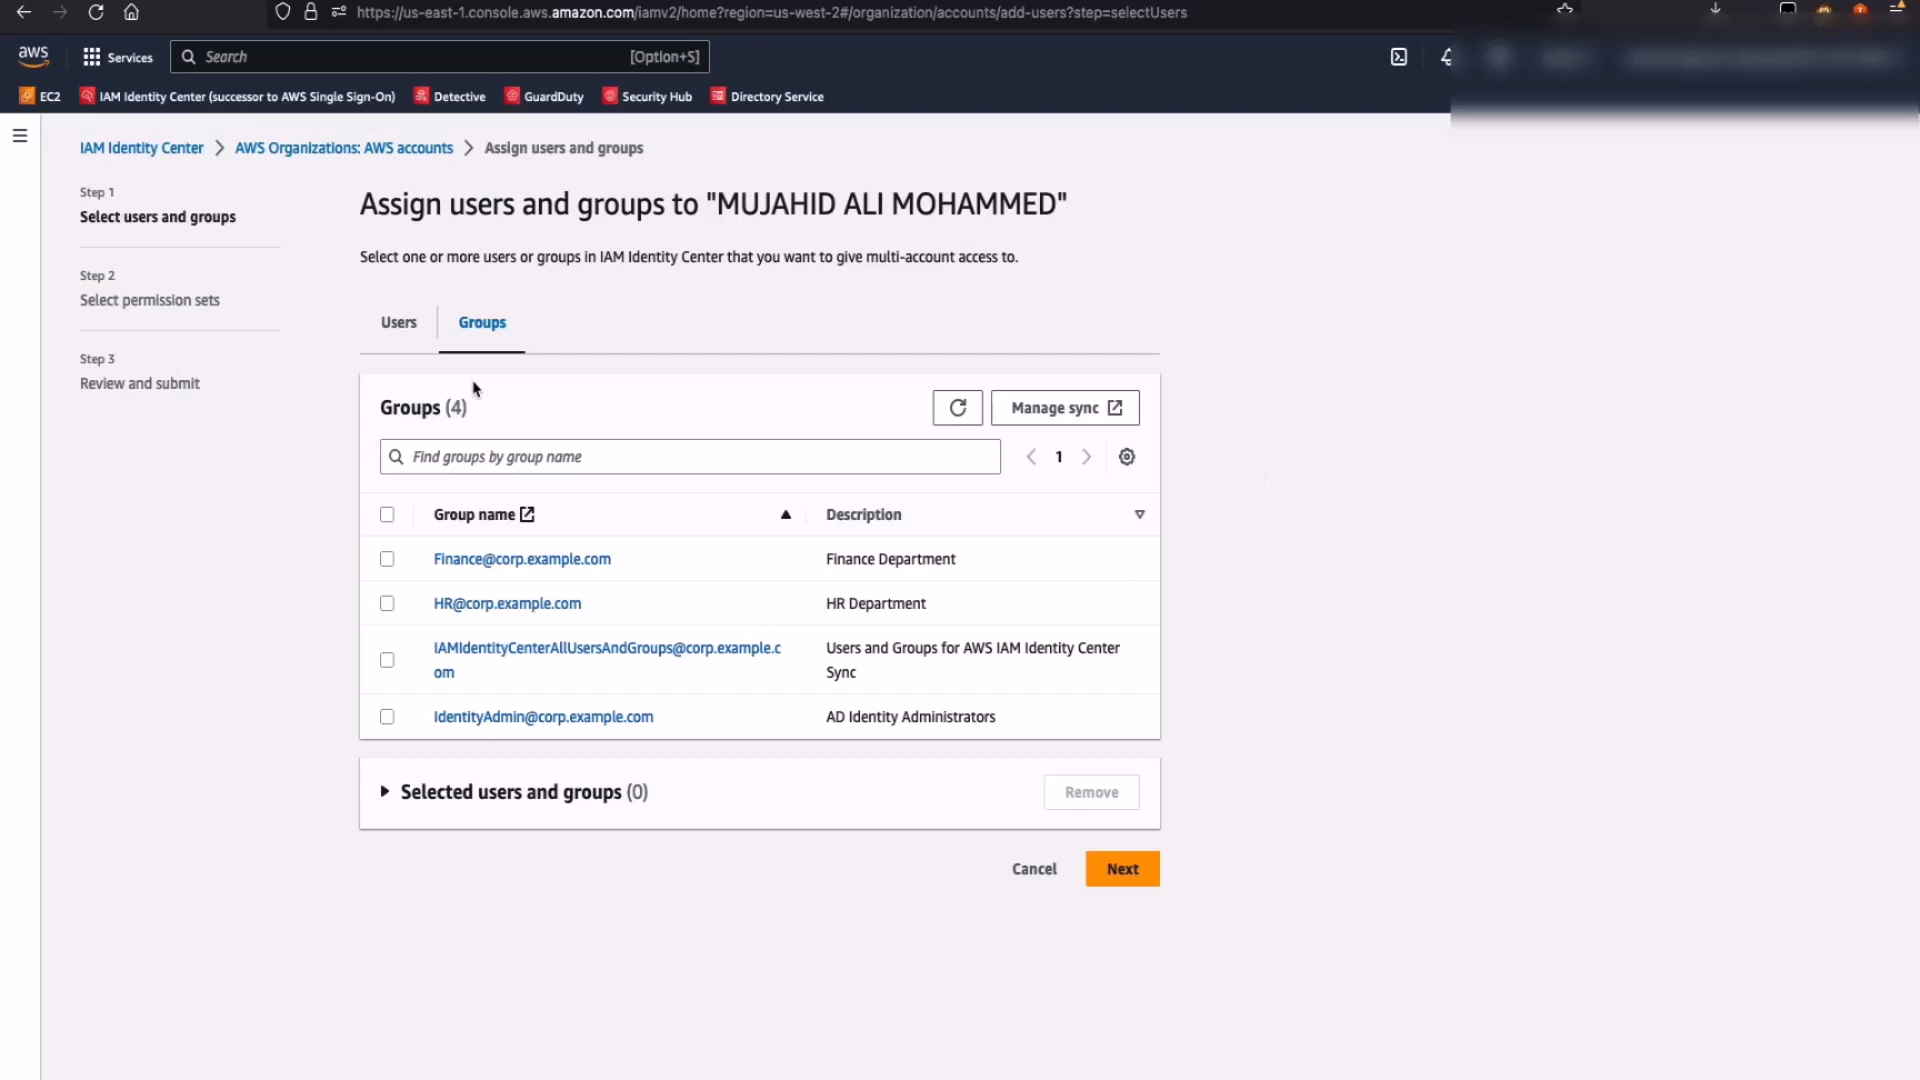 https://us-east-1.console.aws.amazon.com/iamv2/home?region=us-west-2#/organization/accounts/add-users?step=selectUsers
aws
Services
Search
[Option+S]
EC2
IAM Identity Center (successor to AWS Single Sign-On)
Detective
GuardDuty
Security Hub
Directory Service
IAM Identity Center
AWS Organizations: AWS accounts
Assign users and groups
Step 1
Select users and groups
Step 2
Select permission sets
Step 3
Review and submit
Assign users and groups to "MUJAHID ALI MOHAMMED"
Select one or more users or groups in IAM Identity Center that you want to give multi-account access to.
Users
Groups
Groups (4)
Manage sync
Find groups by group name
1
Group name
Description
Finance@corp.example.com
Finance Department
HR@corp.example.com
HR Department
IAMIdentityCenterAllUsersAndGroups@corp.example.c
om
Users and Groups for AWS IAM Identity Center
Sync
IdentityAdmin@corp.example.com
AD Identity Administrators
Selected users and groups (0)
Remove
Cancel
Next